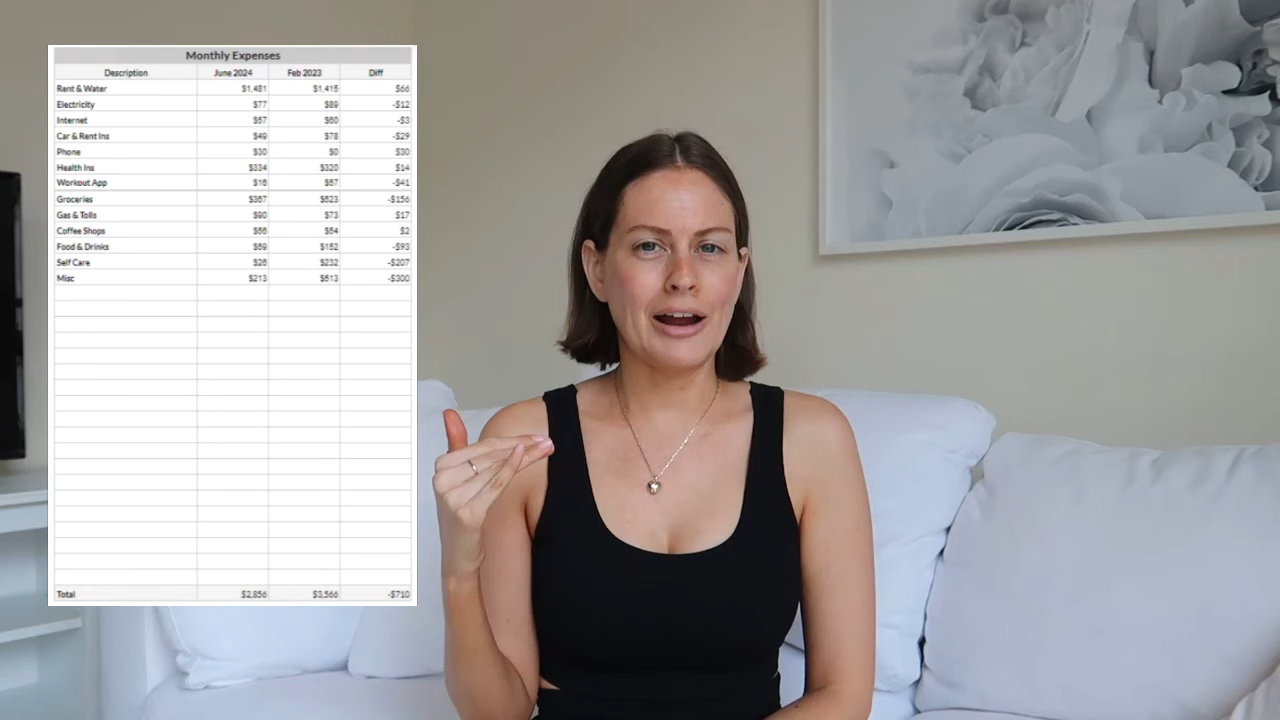 Monthly Expenses
Description June 2024 Feb 2023 Diff
Rent & Water $1,481 $1,415 $66
Electricity $77 $89 -$12
Internet $57 $60 -$3
Car & Rent Ins $49 $78 -$29
Phone $30 $0 $30
Health Ins $334 $320 $14
Workout App $16 $57 -$41
Groceries $367 $523 -$156
Gas & Tolls $90 $73 $17
Coffee Shops $56 $54 $2
Food & Drinks $59 $152 -$93
Self Care $26 $232 -$207
Misc $213 $513 -$300
Total $2,856 $3,566 -$710